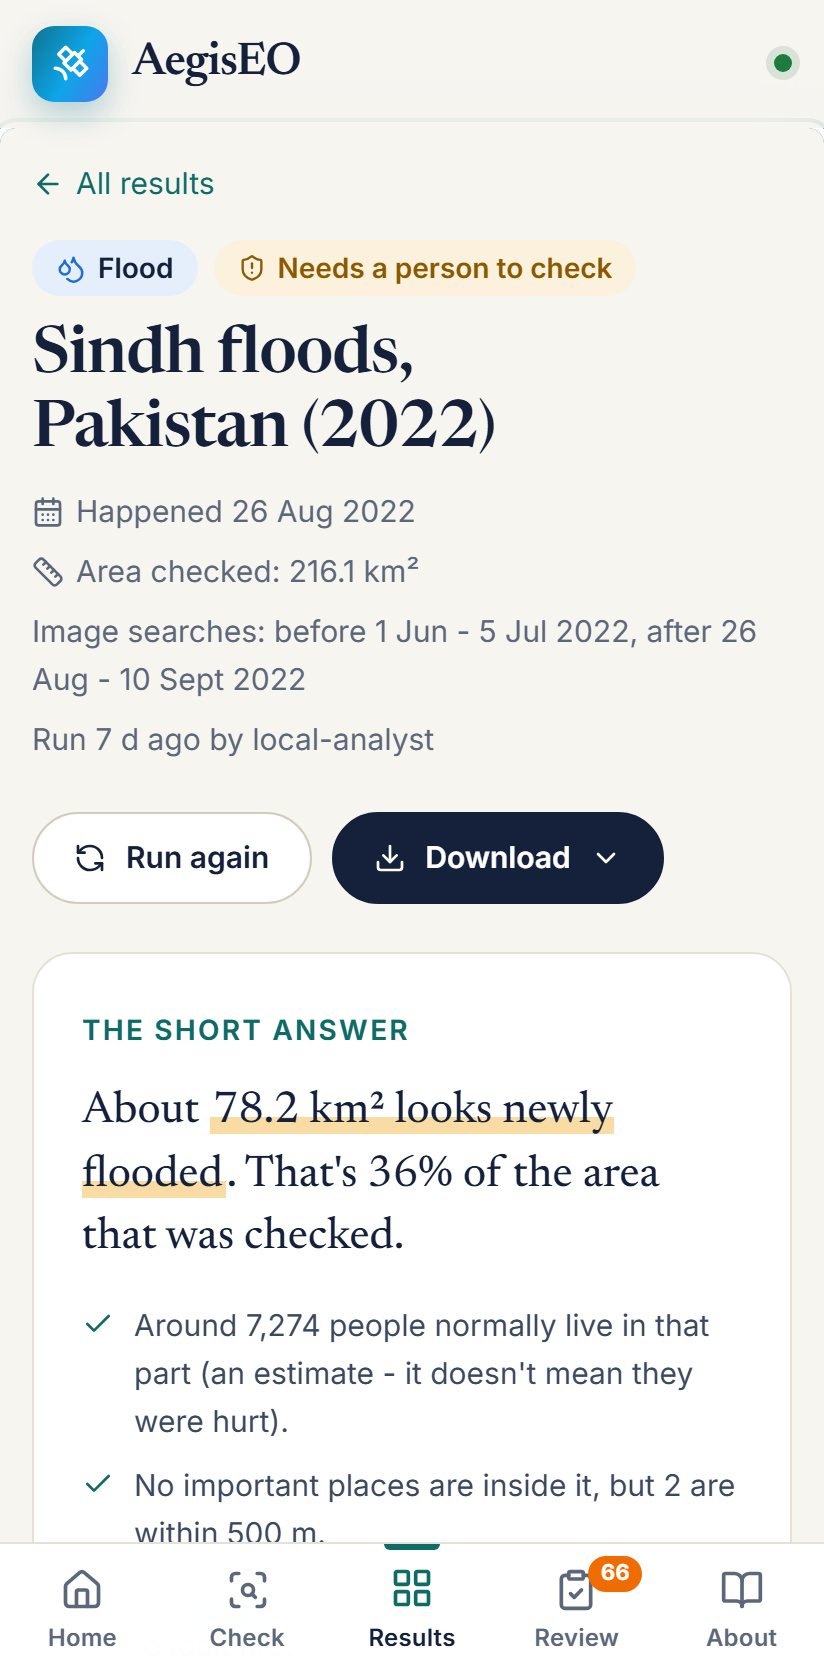 AegisEO
All results
Flood
Needs a person to check
Sindh floods,
Pakistan (2022)
Happened 26 Aug 2022
Area checked: 216.1 km²
Image searches: before 1 Jun - 5 Jul 2022, after 26
Aug - 10 Sept 2022
Run 7 d ago by local-analyst
Run again
Download
THE SHORT ANSWER
About 78.2 km² looks newly
flooded. That's 36% of the area
that was checked.
Around 7,274 people normally live in that
part (an estimate - it doesn't mean they
were hurt).
No important places are inside it, but 2 are
within 500 m.
66
Home
Check
Results
Review
About